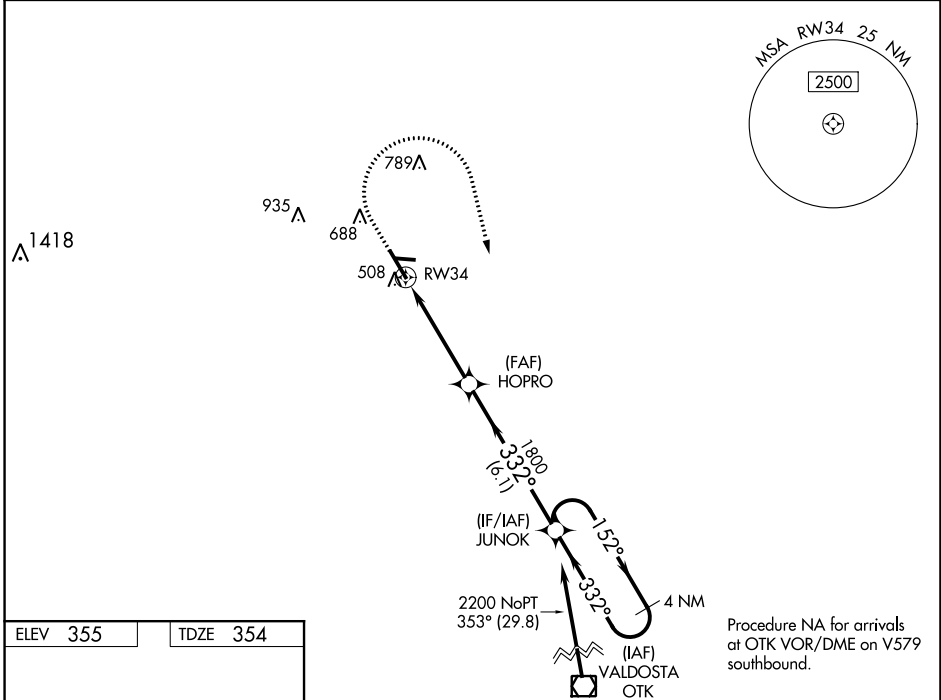 MSA RW34 25 NM
2500
789
935
688
1418
508
RW34
(FAF)
HOPRO
1800
332°
(6.1)
(IF/IAF)
JUNOK
152°
332°
4 NM
2200 NoPT
353° (29.8)
(IAF)
VALDOSTA
OTK
Procedure NA for arrivals
at OTK VOR/DME on V579
southbound.
ELEV 355
TDZE 354